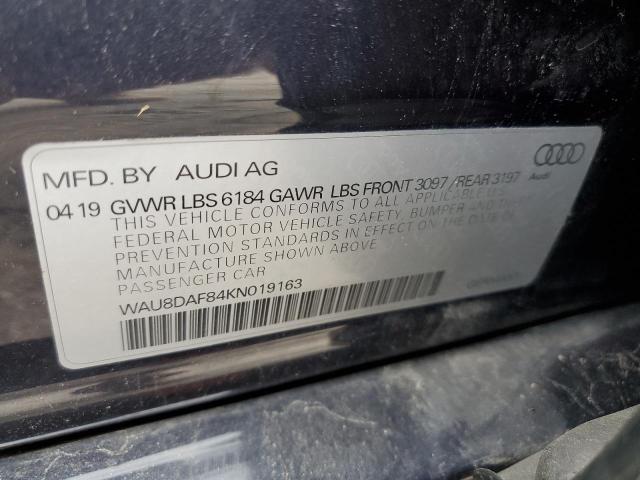 MFD. BY AUDI AG
04 19 GVWR LBS 6184 GAWR LBS FRONT 3097 / REAR 3197
THIS VEHICLE CONFORMS TO ALL APPLICABLE U.S.
FEDERAL MOTOR VEHICLE SAFETY, BUMPER AND THEFT
PREVENTION STANDARDS IN EFFECT ON THE DATE OF
MANUFACTURE SHOWN ABOVE
PASSENGER CAR
WAU8DAF84KN019163
Audi